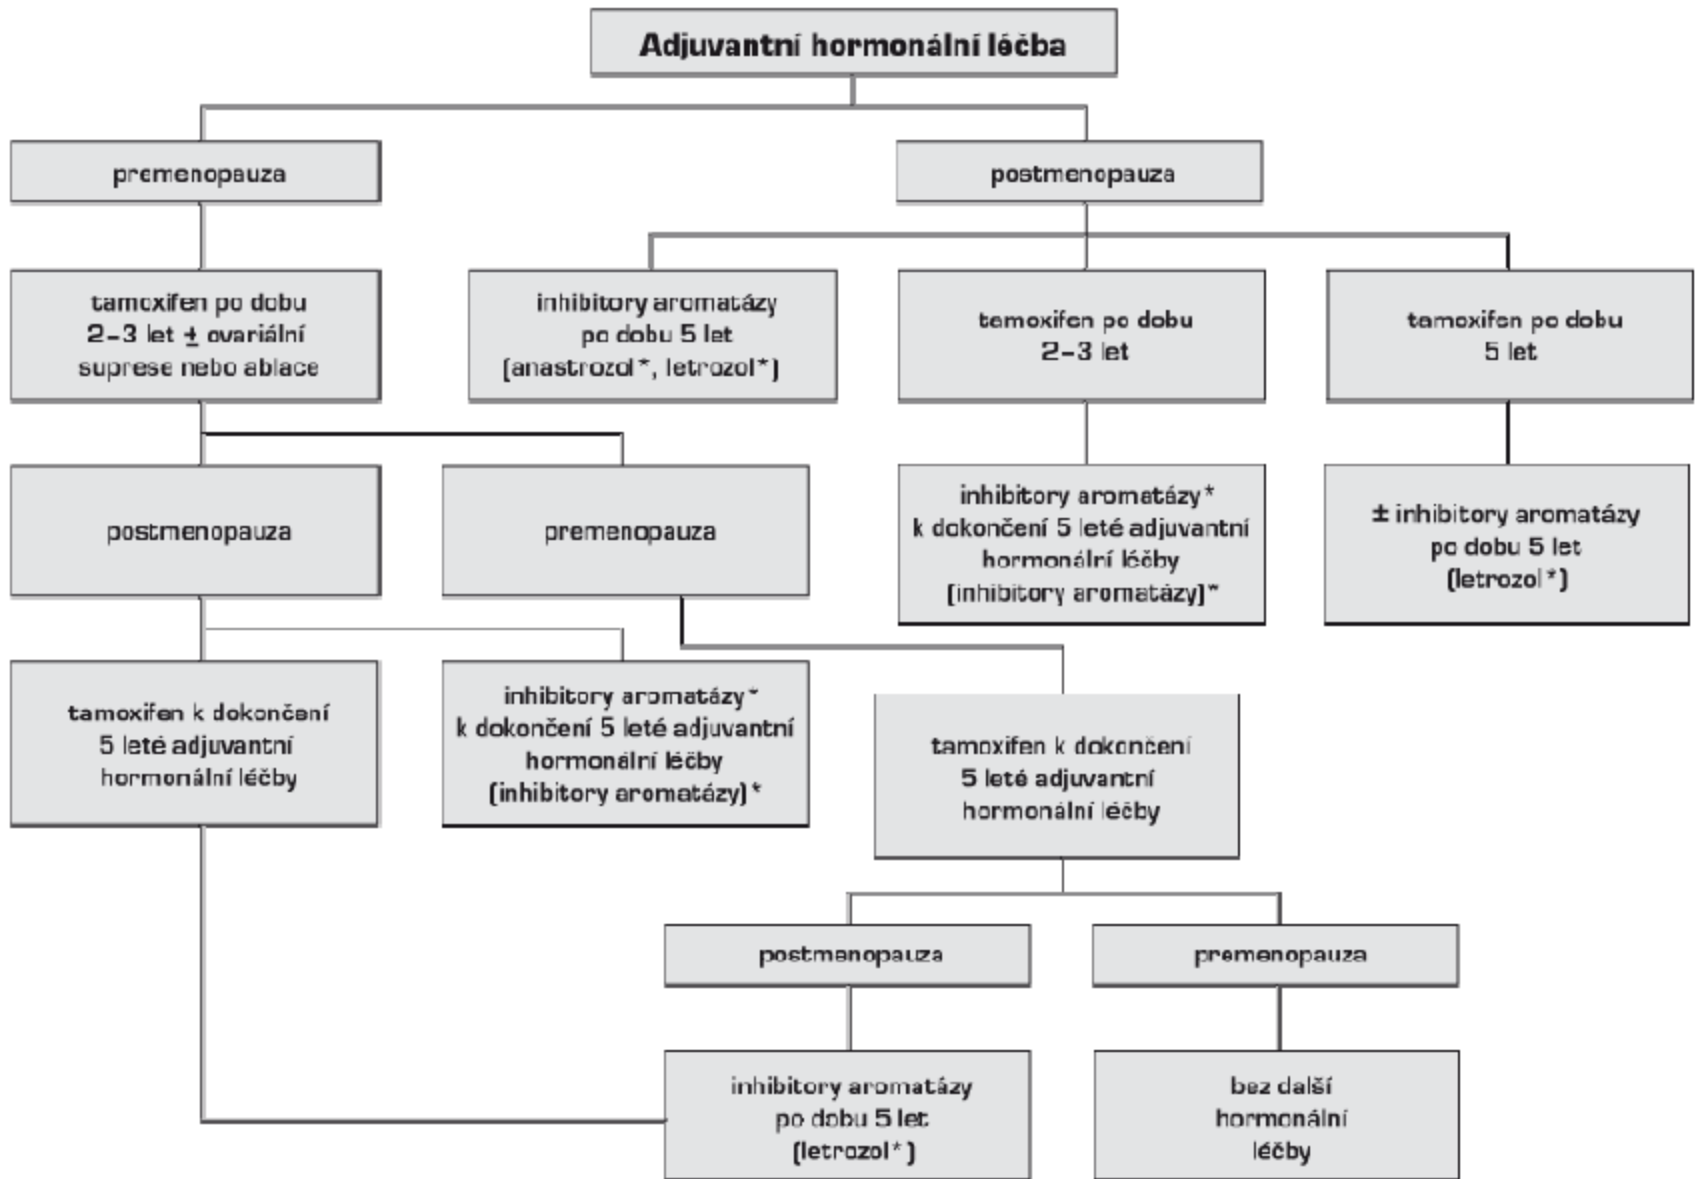 Adjuvantní hormonální léčba
premenopauza
postmenopauza
tamoxifen po dobu
2–3 let ± ovariální
suprese nebo ablace
inhibitory aromatázy
po dobu 5 let
(anastrozol*, letrozol*)
tamoxifen po dobu
2–3 let
tamoxifen po dobu
5 let
postmenopauza
premenopauza
inhibitory aromatázy*
k dokončení 5 leté adjuvantní
hormonální léčby
(inhibitory aromatázy)*
± inhibitory aromatázy
po dobu 5 let
(letrozol*)
tamoxifen k dokončení
5 leté adjuvantní
hormonální léčby
inhibitory aromatázy*
k dokončení 5 leté adjuvantní
hormonální léčby
(inhibitory aromatázy)*
tamoxifen k dokončení
5 leté adjuvantní
hormonální léčby
postmenopauza
premenopauza
inhibitory aromatázy
po dobu 5 let
(letrozol*)
bez další
hormonální
léčby